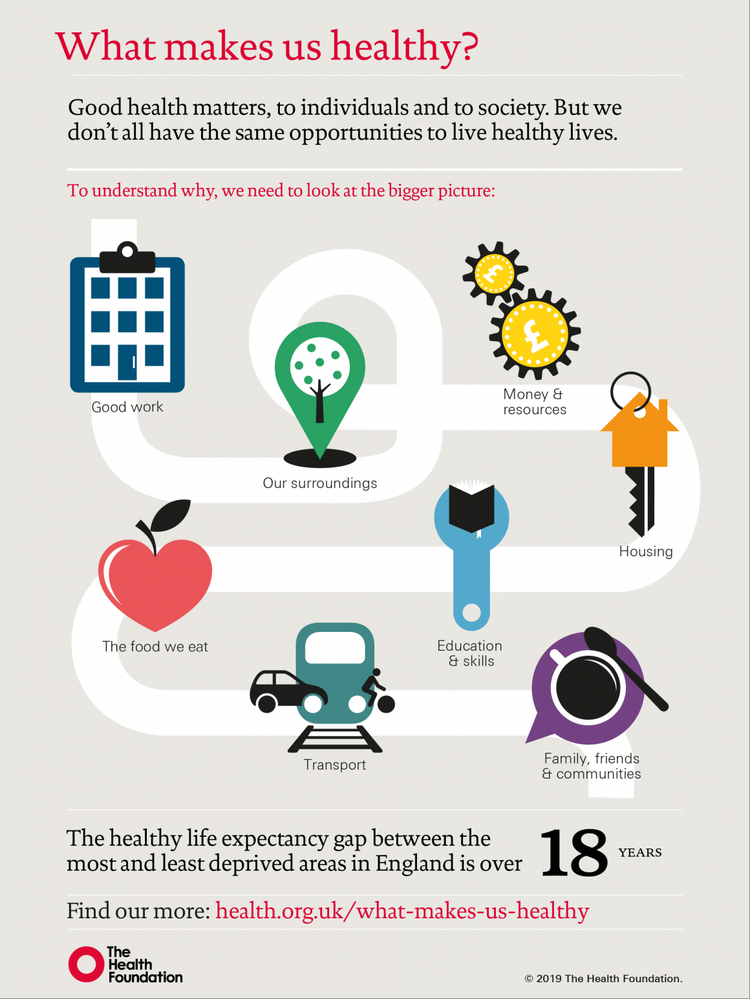 What makes us healthy?
Good health matters, to individuals and to society. But we
don't all have the same opportunities to live healthy lives.
To understand why, we need to look at the bigger picture:
£
£
Good work
Money &
resources
Our surroundings
Housing
The food we eat
Education
& skills
Transport
Family, friends
& communities
The healthy life expectancy gap between the
most and least deprived areas in England is over
18 YEARS
Find our more: health.org.uk/what-makes-us-healthy
The
Health
Foundation
© 2019 The Health Foundation.